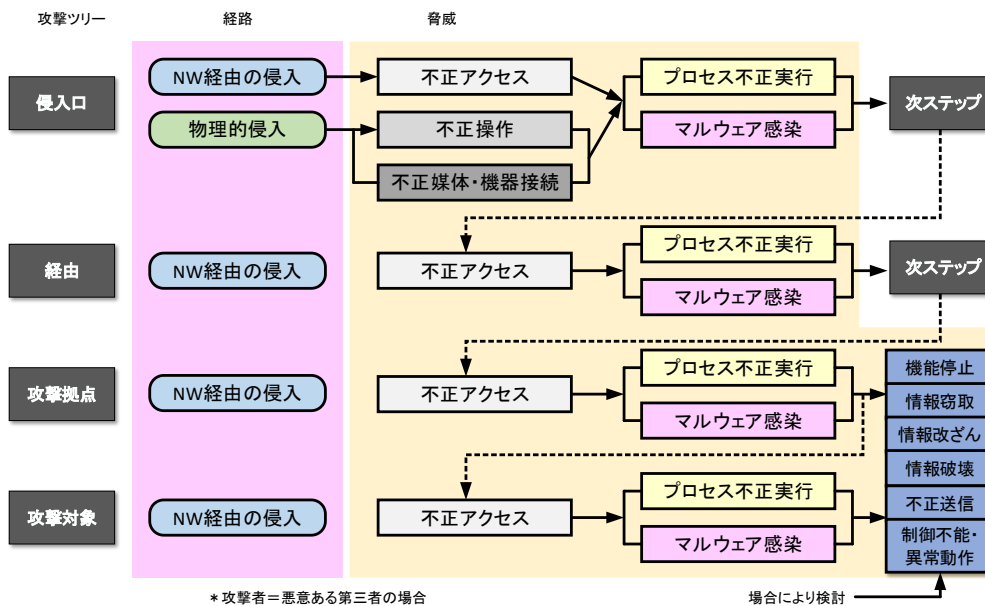 攻撃ツリー
経路
脅威
侵入口
NW経由の侵入
不正アクセス
プロセス不正実行
次ステップ
物理的侵入
不正操作
マルウェア感染
不正媒体・機器接続
経由
NW経由の侵入
不正アクセス
プロセス不正実行
マルウェア感染
次ステップ
攻撃拠点
NW経由の侵入
不正アクセス
プロセス不正実行
マルウェア感染
機能停止
情報窃取
情報改ざん
情報破壊
不正送信
制御不能・
異常動作
攻撃対象
NW経由の侵入
不正アクセス
プロセス不正実行
マルウェア感染
*攻撃者=悪意ある第三者の場合
場合により検討